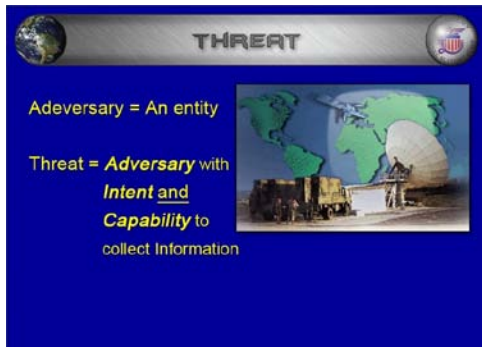 THREAT
Adeversary = An entity
Threat = Adversary with
Intent and
Capability to
collect Information